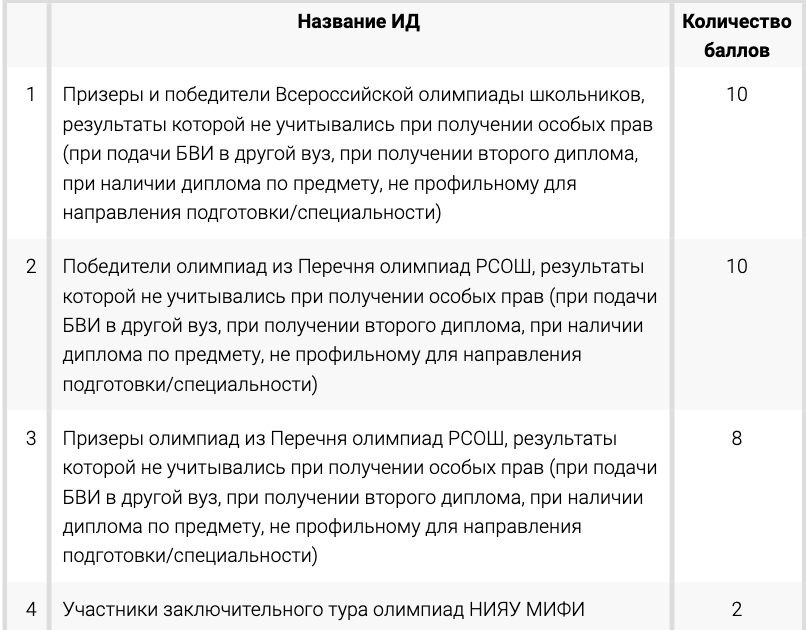 Название ИД
Количество
баллов
1
Призеры и победители Всероссийской олимпиады школьников,
результаты которой не учитывались при получении особых прав
(при подачи БВИ в другой вуз, при получении второго диплома,
при наличии диплома по предмету, не профильному для
направления подготовки/специальности)
10
2
Победители олимпиад из Перечня олимпиад РСОШ, результаты
которой не учитывались при получении особых прав (при подачи
БВИ в другой вуз, при получении второго диплома, при наличии
диплома по предмету, не профильному для направления
подготовки/специальности)
10
3
Призеры олимпиад из Перечня олимпиад РСОШ, результаты
которой не учитывались при получении особых прав (при подачи
БВИ в другой вуз, при получении второго диплома, при наличии
диплома по предмету, не профильному для направления
подготовки/специальности)
8
4
Участники заключительного тура олимпиад НИЯУ МИФИ
2